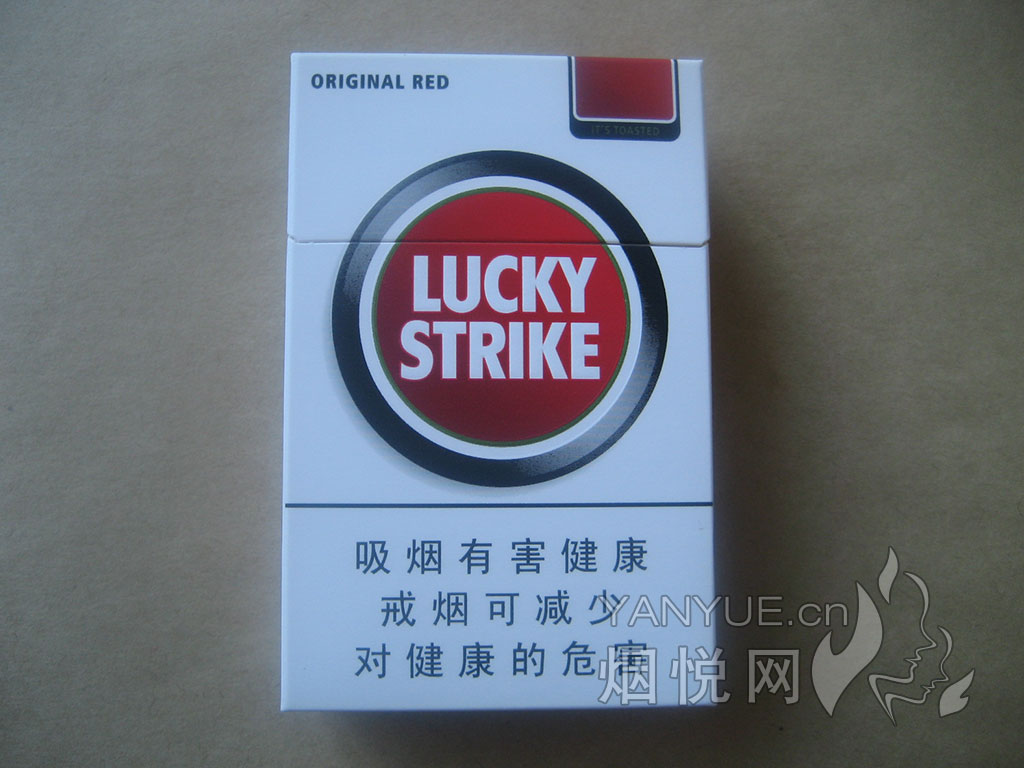 ORIGINAL RED
IT'S TOASTED
LUCKY
STRIKE
吸烟有害健康
戒烟可减少
对健康的危害
YANYUE.cn
烟悦网